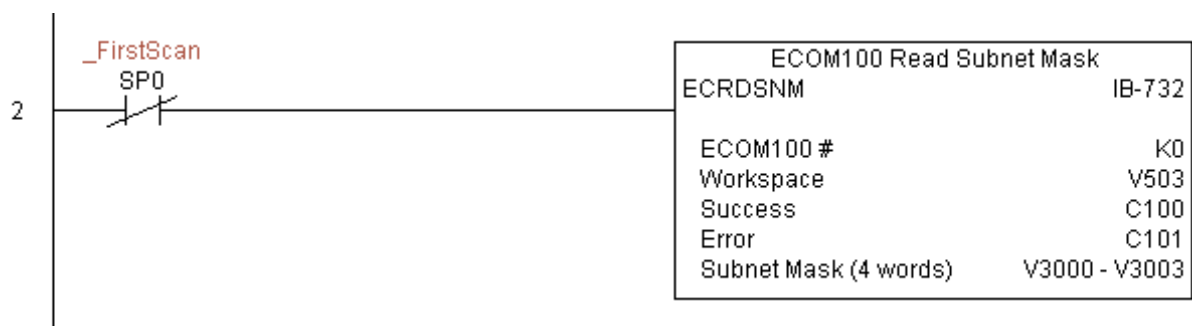 _FirstScan
SP0
2
ECOM100 Read Subnet Mask
ECRDSNM IB-732
ECOM100 # K0
Workspace V503
Success C100
Error C101
Subnet Mask (4 words) V3000 - V3003